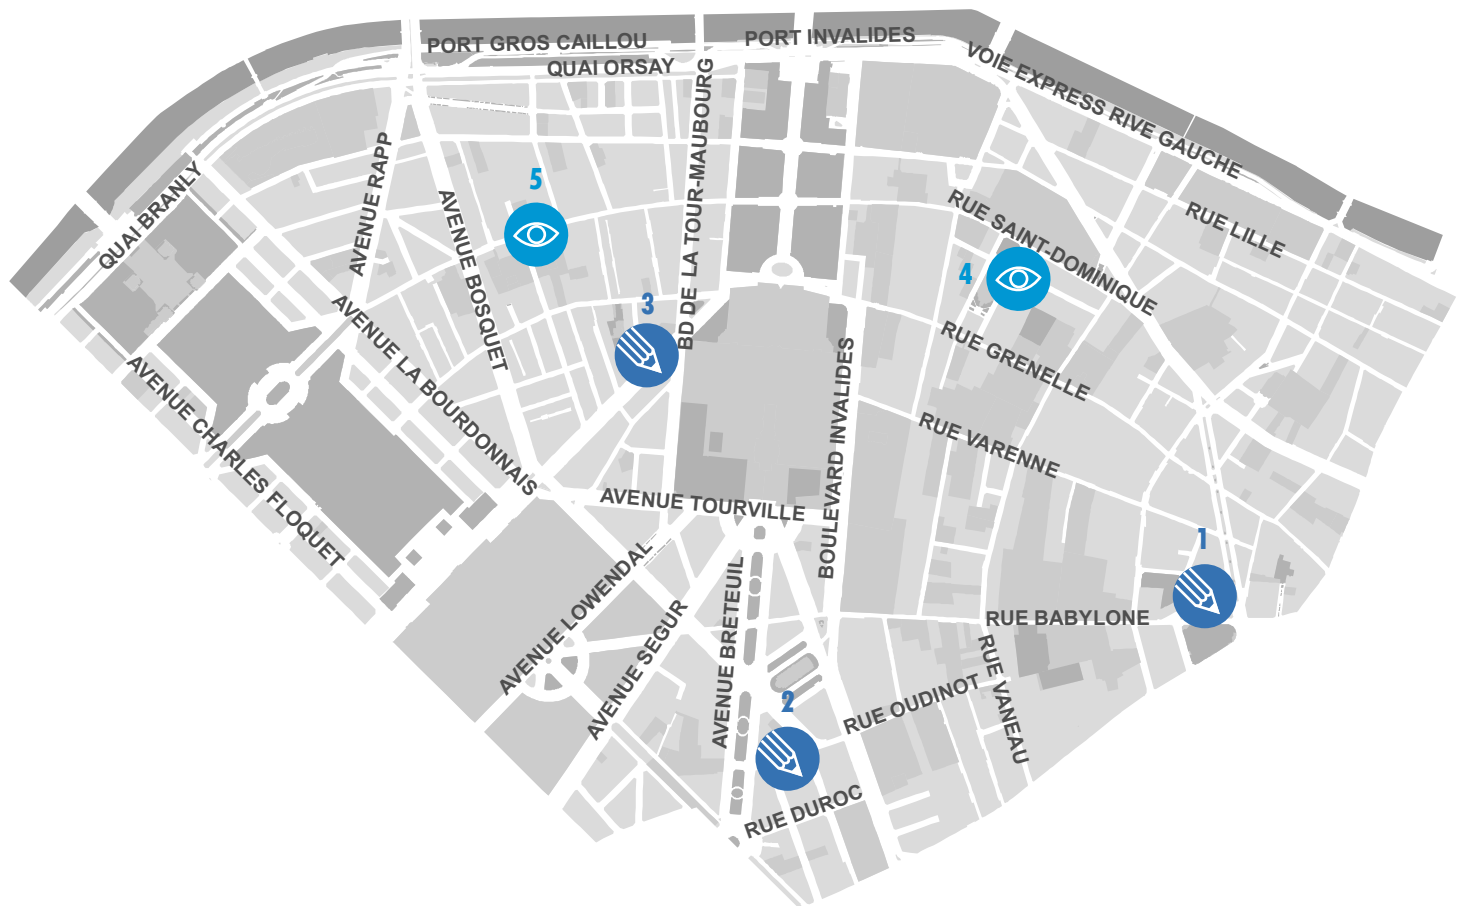 PORT GROS CAILLOU
PORT INVALIDES
QUAI ORSAY
VOIE EXPRESS RIVE GAUCHE
BD DE LA TOUR-MAUBOURG
AVENUE RAPP
QUAI BRANLY
5
AVENUE BOSQUET
RUE SAINT-DOMINIQUE
RUE LILLE
4
3
AVENUE LA BOURDONNAIS
RUE GRENELLE
BOULEVARD INVALIDES
AVENUE CHARLES FLOQUET
RUE VARENNE
AVENUE TOURVILLE
1
AVENUE LOWENDAL
AVENUE BRETEUIL
AVENUE SEGUR
RUE BABYLONE
RUE VANEAU
RUE OUDINOT
2
RUE DUROC